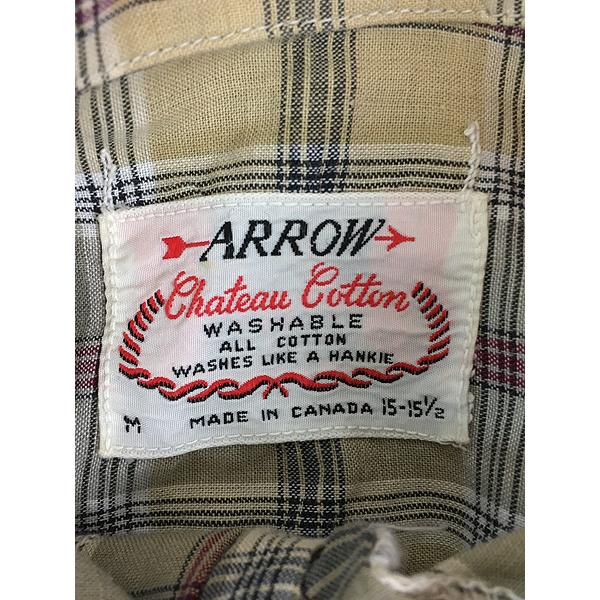 ARROW
Chateau Cotton
WASHABLE
ALL COTTON
WASHES LIKE A HANKIE
M MADE IN CANADA 15-15½